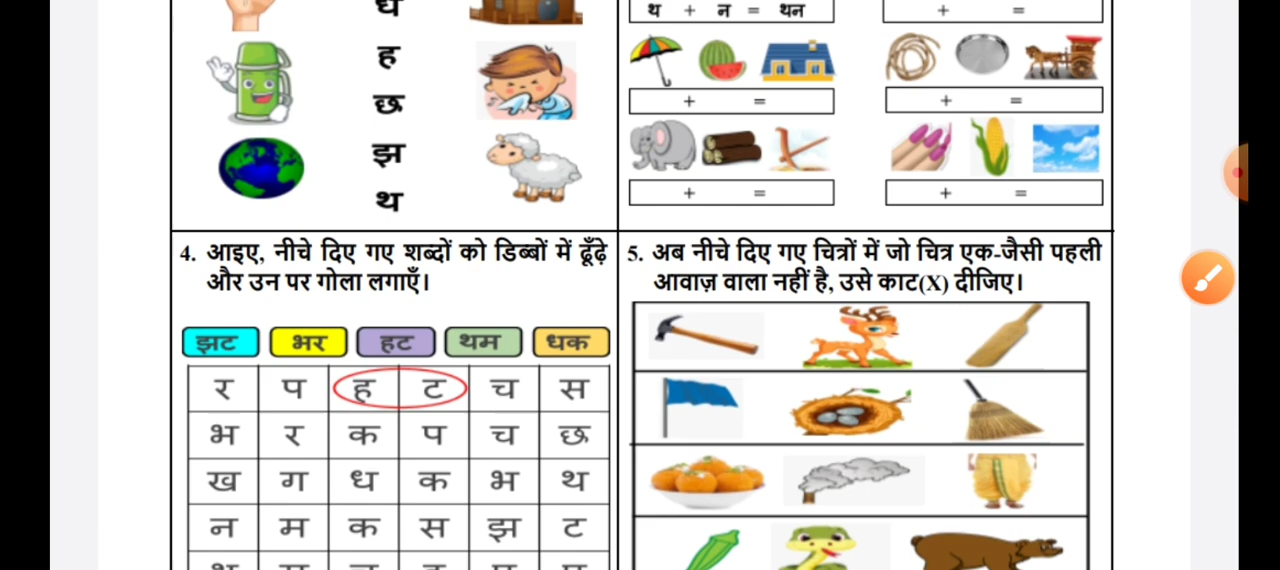 ध
ह
छ
झ
थ
थ + न = थन
+ =
+ =
+ =
+ =
+ =
4. आइए, नीचे दिए गए शब्दों को डिब्बों में ढूँढ़े
और उन पर गोला लगाएँ।
झट भर हट थम धक
र प ह ट च स
भ र क प च छ
ख ग ध क भ थ
न म क स झ ट
5. अब नीचे दिए गए चित्रों में जो चित्र एक-जैसी पहली
आवाज़ वाला नहीं है, उसे काट(X) दीजिए।